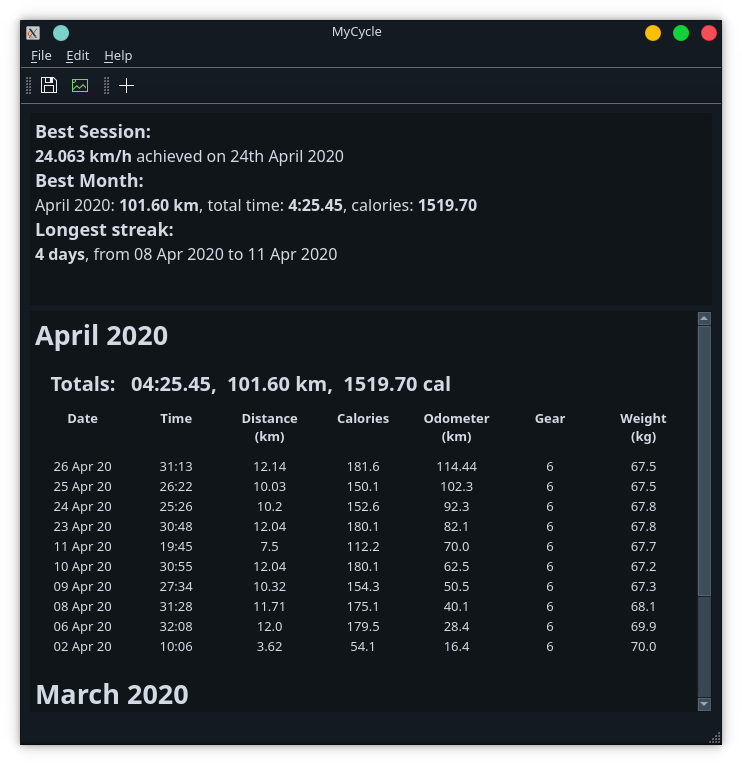 MyCycle
File Edit Help
Best Session:
24.063 km/h achieved on 24th April 2020
Best Month:
April 2020: 101.60 km, total time: 4:25.45, calories: 1519.70
Longest streak:
4 days, from 08 Apr 2020 to 11 Apr 2020
April 2020
Totals: 04:25.45, 101.60 km, 1519.70 cal
Date Time Distance Calories Odometer Gear Weight
(km) (km) (kg)
26 Apr 20 31:13 12.14 181.6 114.44 6 67.5
25 Apr 20 26:22 10.03 150.1 102.3 6 67.5
24 Apr 20 25:26 10.2 152.6 92.3 6 67.8
23 Apr 20 30:48 12.04 180.1 82.1 6 67.8
11 Apr 20 19:45 7.5 112.2 70.0 6 67.7
10 Apr 20 30:55 12.04 180.1 62.5 6 67.2
09 Apr 20 27:34 10.32 154.3 50.5 6 67.3
08 Apr 20 31:28 11.71 175.1 40.1 6 68.1
06 Apr 20 32:08 12.0 179.5 28.4 6 69.9
02 Apr 20 10:06 3.62 54.1 16.4 6 70.0
March 2020